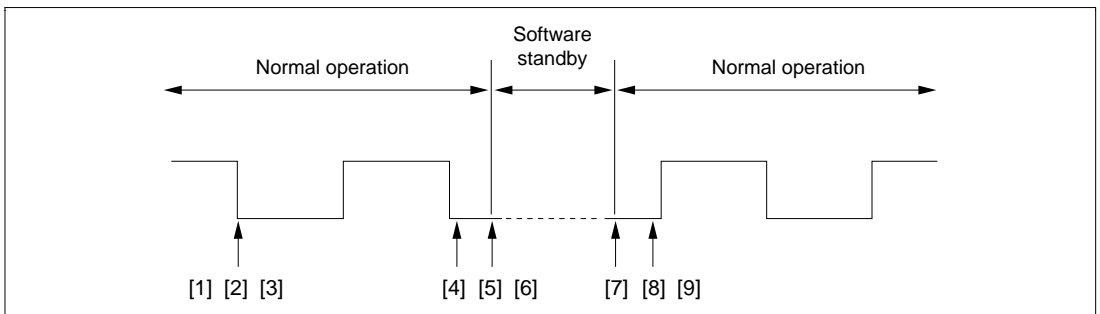 Software
standby
Normal operation
Normal operation
[1] [2] [3]
[4] [5] [6]
[7] [8] [9]